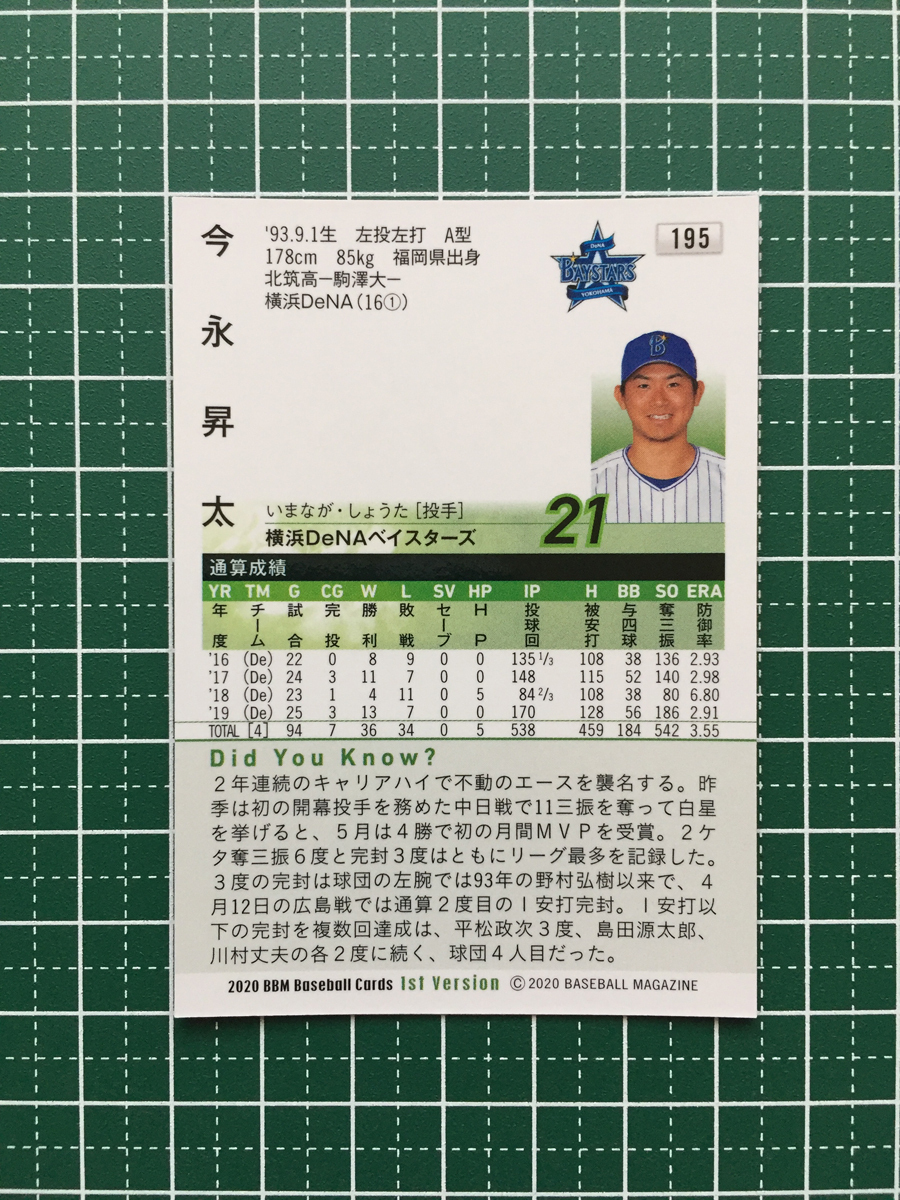 今永昇太
'93.9.1生 左投左打 A型
178cm 85kg 福岡県出身
北筑高ー駒澤大ー
横浜DeNA(16①)
DeNA
BAYSTARS
YOKOHAMA
195
B
いまなが・しょうた [投手]
横浜DeNAベイスターズ
21
通算成績
YR TM G CG W L SV HP IP H BB SO ERA
年度 チーム 試合 完投 勝利 敗戦 セーブ HP 投球回 被安打 与四球 奪三振 防御率
'16 (De) 22 0 8 9 0 0 135 1/3 108 38 136 2.93
'17 (De) 24 3 11 7 0 0 148 115 52 140 2.98
'18 (De) 23 1 4 11 0 5 84 2/3 108 38 80 6.80
'19 (De) 25 3 13 7 0 0 170 128 56 186 2.91
TOTAL [4] 94 7 36 34 0 5 538 459 184 542 3.55
Did You Know?
2年連続のキャリアハイで不動のエースを襲名する。昨
季は初の開幕投手を務めた中日戦で11三振を奪って白星
を挙げると、5月は4勝で初の月間MVPを受賞。2ケ
タ奪三振6度と完封3度はともにリーグ最多を記録した。
3度の完封は球団の左腕では93年の野村弘樹以来で、4
月12日の広島戦では通算2度目の1安打完封。1安打以
下の完封を複数回達成は、平松政次3度、島田源太郎、
川村丈夫の各2度に続く、球団4人目だった。
2020 BBM Baseball Cards 1st Version ©2020 BASEBALL MAGAZINE